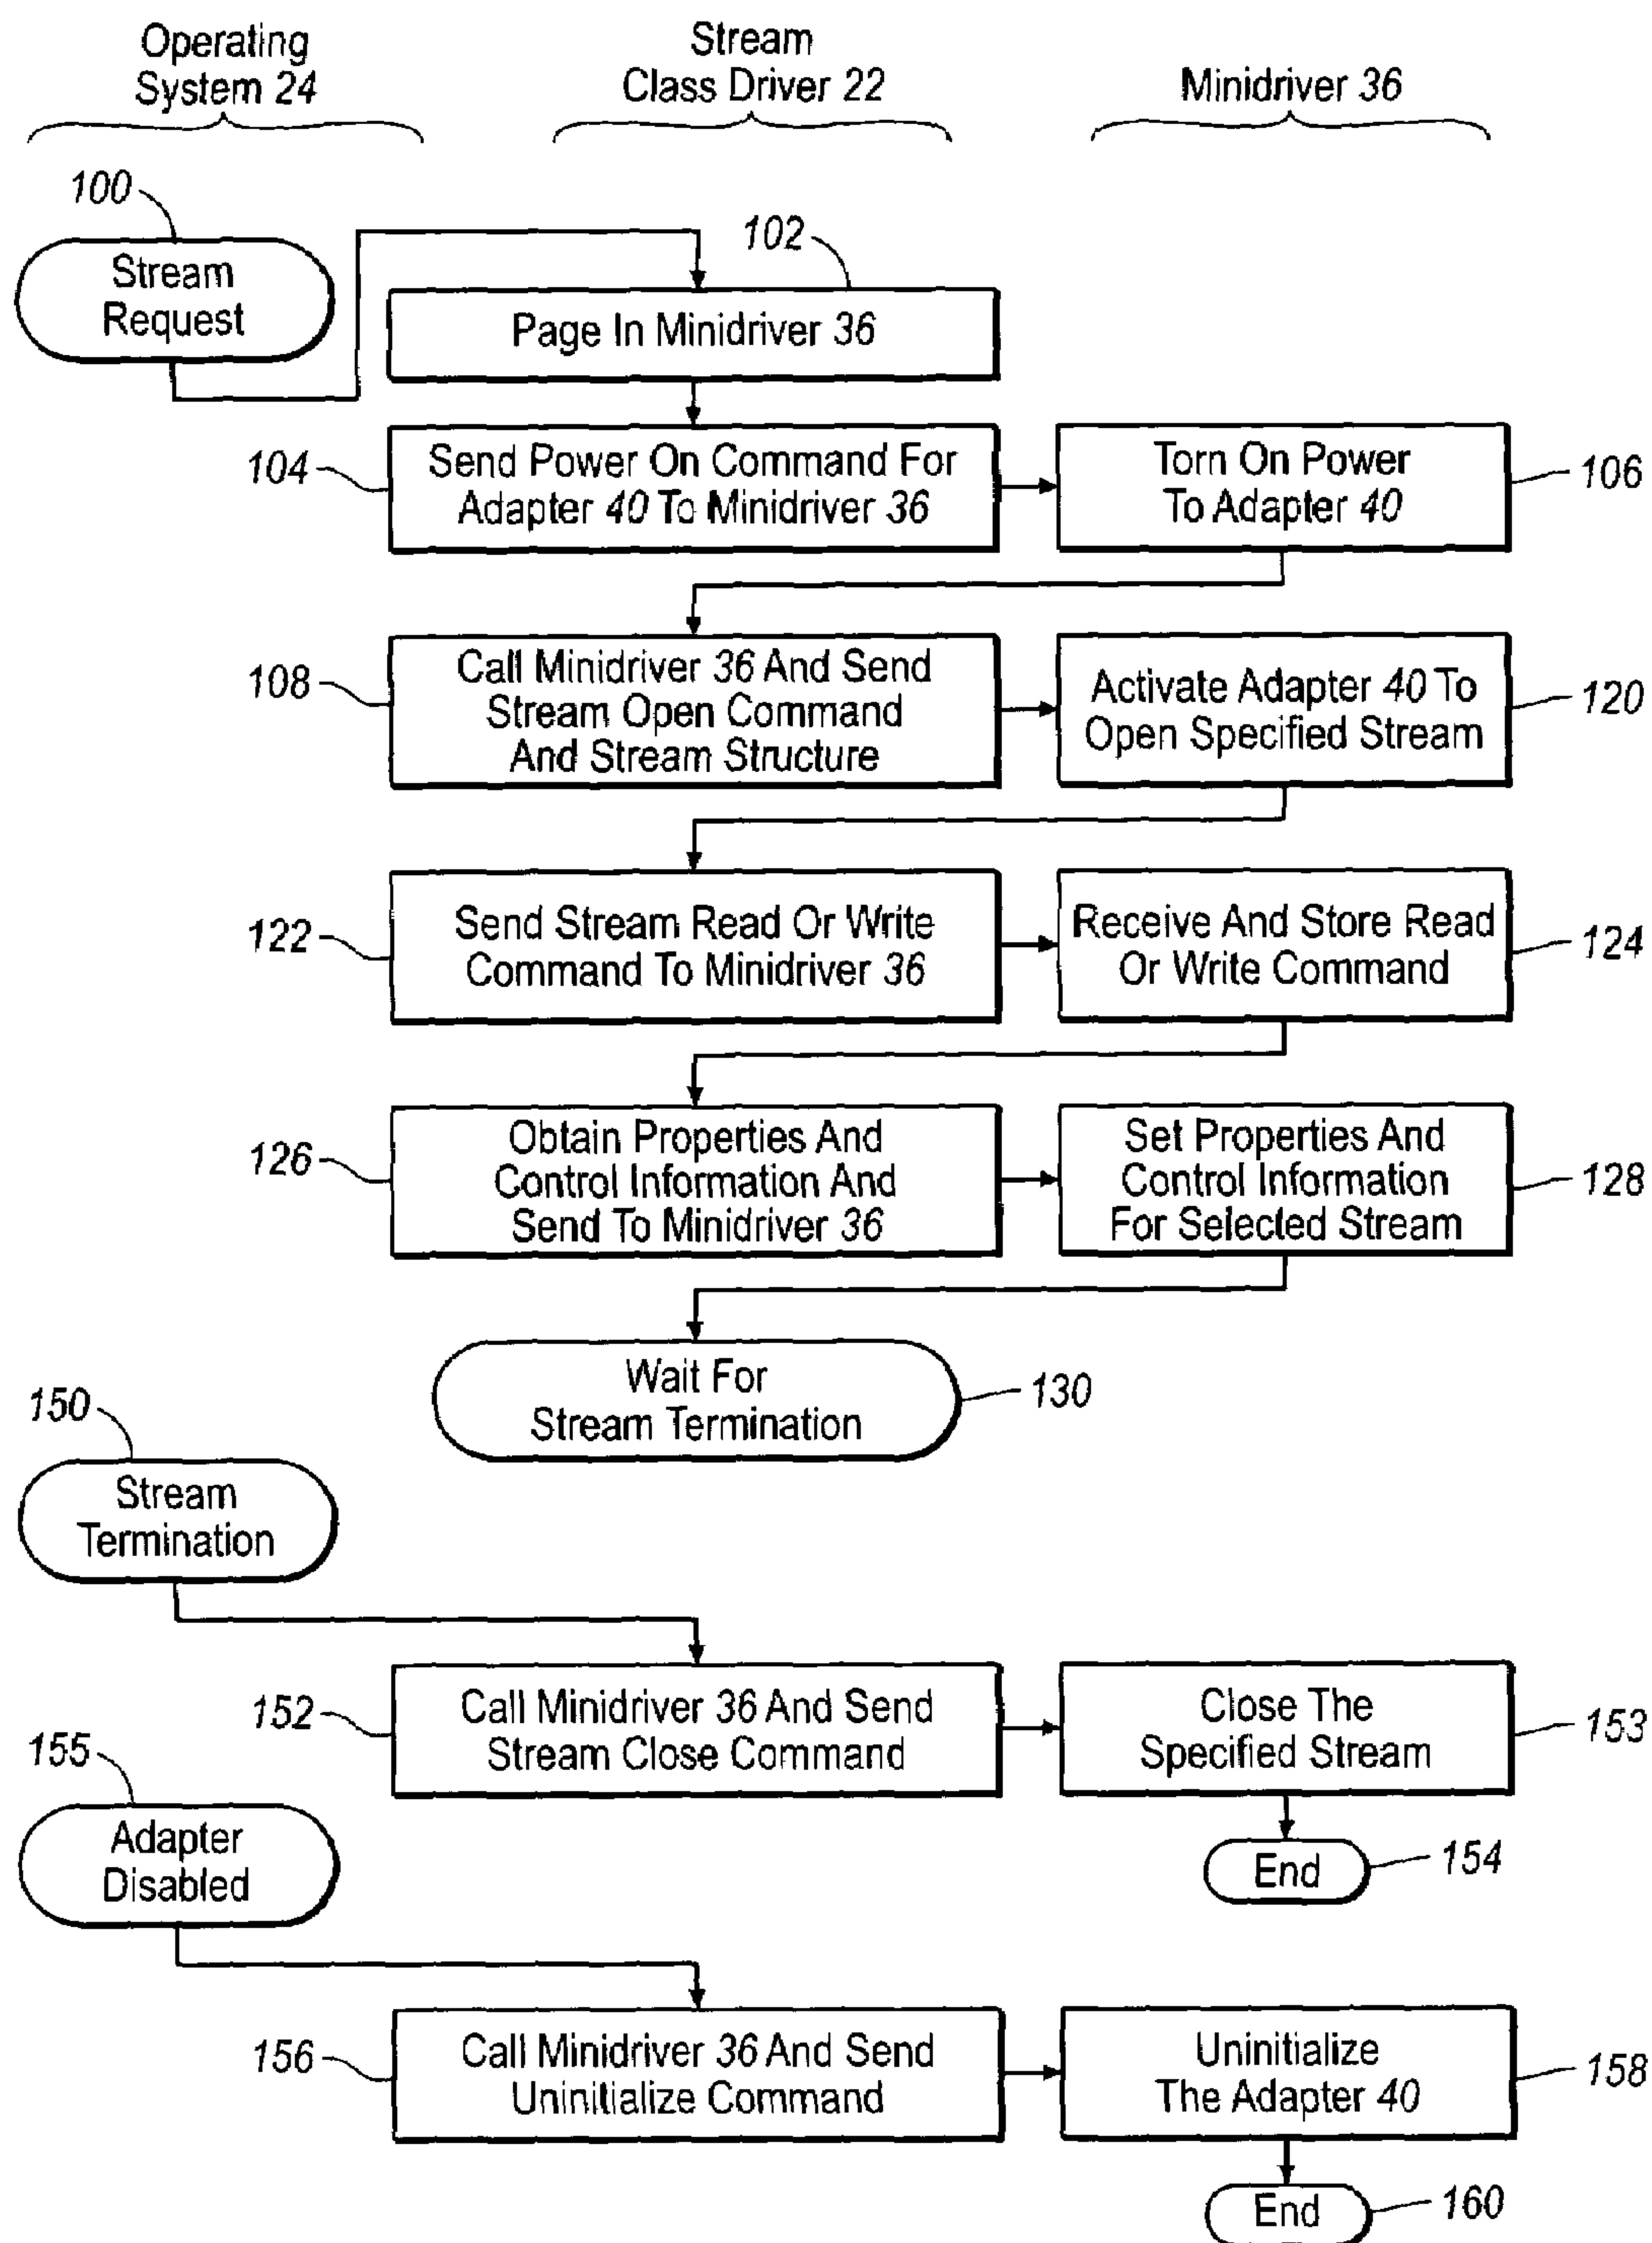 Operating
System 24
Stream
Class Driver 22
Minidriver 36
100
Stream
Request
102
Page In Minidriver 36
104
Send Power On Command For
Adapter 40 To Minidriver 36
Torn On Power
To Adapter 40
106
108
Call Minidriver 36 And Send
Stream Open Command
And Stream Structure
Activate Adapter 40 To
Open Specified Stream
120
122
Send Stream Read Or Write
Command To Minidriver 36
Receive And Store Read
Or Write Command
124
126
Obtain Properties And
Control Information And
Send To Minidriver 36
Set Properties And
Control Information
For Selected Stream
128
Wait For
Stream Termination
130
150
Stream
Termination
152
Call Minidriver 36 And Send
Stream Close Command
Close The
Specified Stream
153
End
154
155
Adapter
Disabled
156
Call Minidriver 36 And Send
Uninitialize Command
Uninitialize
The Adapter 40
158
End
160